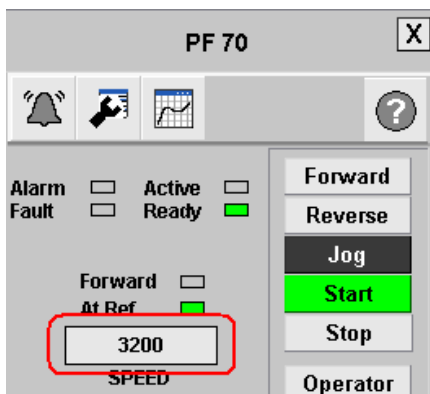 PF 70
X
?
Alarm
Active
Fault
Ready
Forward
At Ref
3200
SPEED
Forward
Reverse
Jog
Start
Stop
Operator